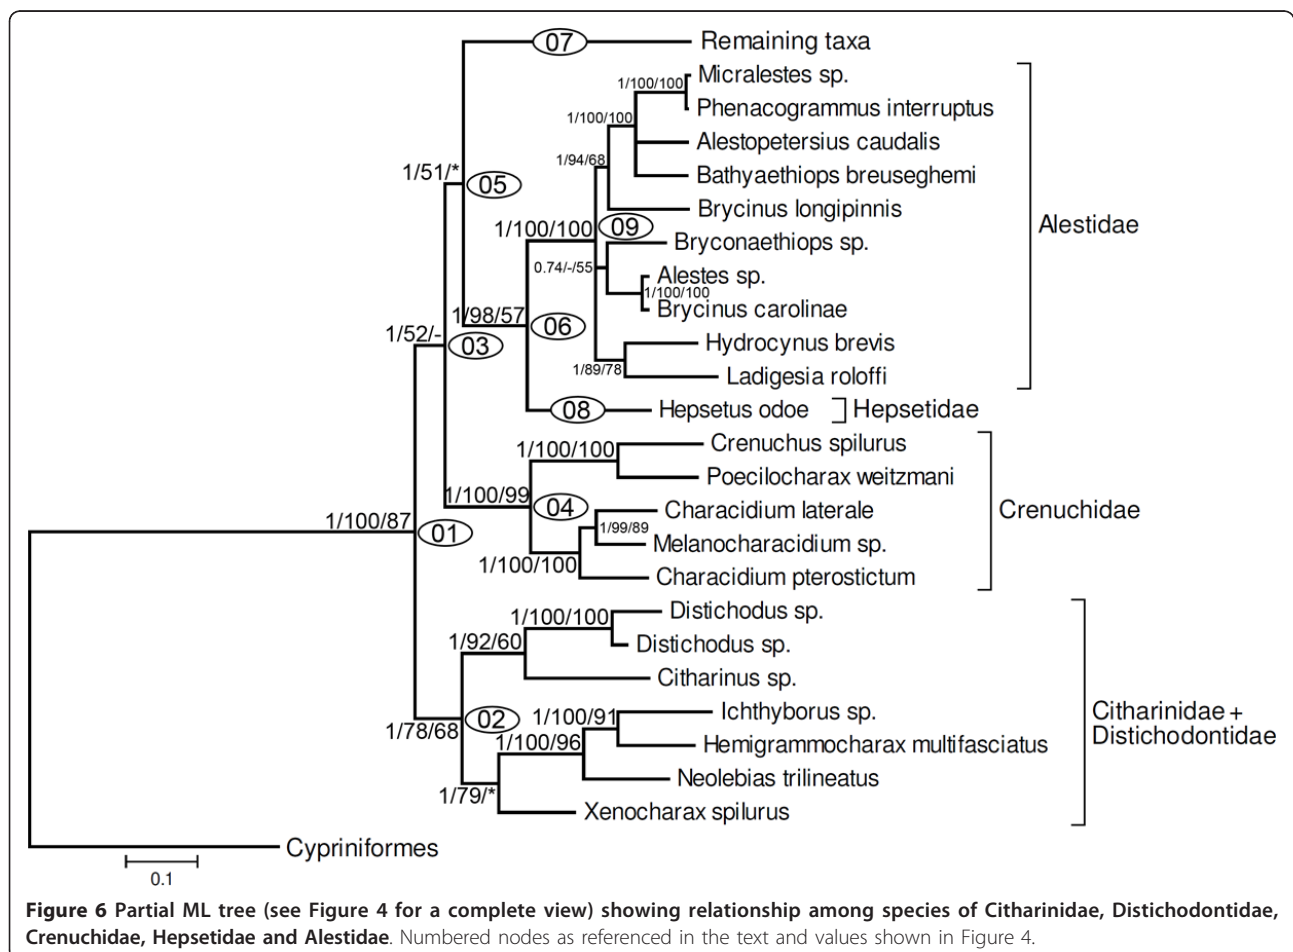 07
Remaining taxa
Micralestes sp.
1/100/100
Phenacogrammus interruptus
1/100/100
Alestopetersius caudalis
1/94/68
1/51/*
05
Bathyaethiops breuseghemi
Brycinus longipinnis
1/100/100
09
Alestidae
Bryconaethiops sp.
0.74/-/55
Alestes sp.
1/100/100
Brycinus carolinae
1/98/57
06
1/52/-
03
Hydrocynus brevis
1/89/78
Ladigesia roloffi
08
Hepsetus odoe
Hepsetidae
1/100/100
Crenuchus spilurus
Poecilocharax weitzmani
1/100/99
04
Characidium laterale
Crenuchidae
1/100/87
01
1/99/89
Melanocharacidium sp.
1/100/100
Characidium pterostictum
1/100/100
Distichodus sp.
1/92/60
Distichodus sp.
Citharinus sp.
1/78/68
02
1/100/91
Ichthyborus sp.
Citharinidae +
Distichodontidae
1/100/96
Hemigrammocharax multifasciatus
Neolebias trilineatus
1/79/*
Xenocharax spilurus
Cypriniformes
0.1
Figure 6 Partial ML tree (see Figure 4 for a complete view) showing relationship among species of Citharinidae, Distichodontidae,
Crenuchidae, Hepsetidae and Alestidae. Numbered nodes as referenced in the text and values shown in Figure 4.